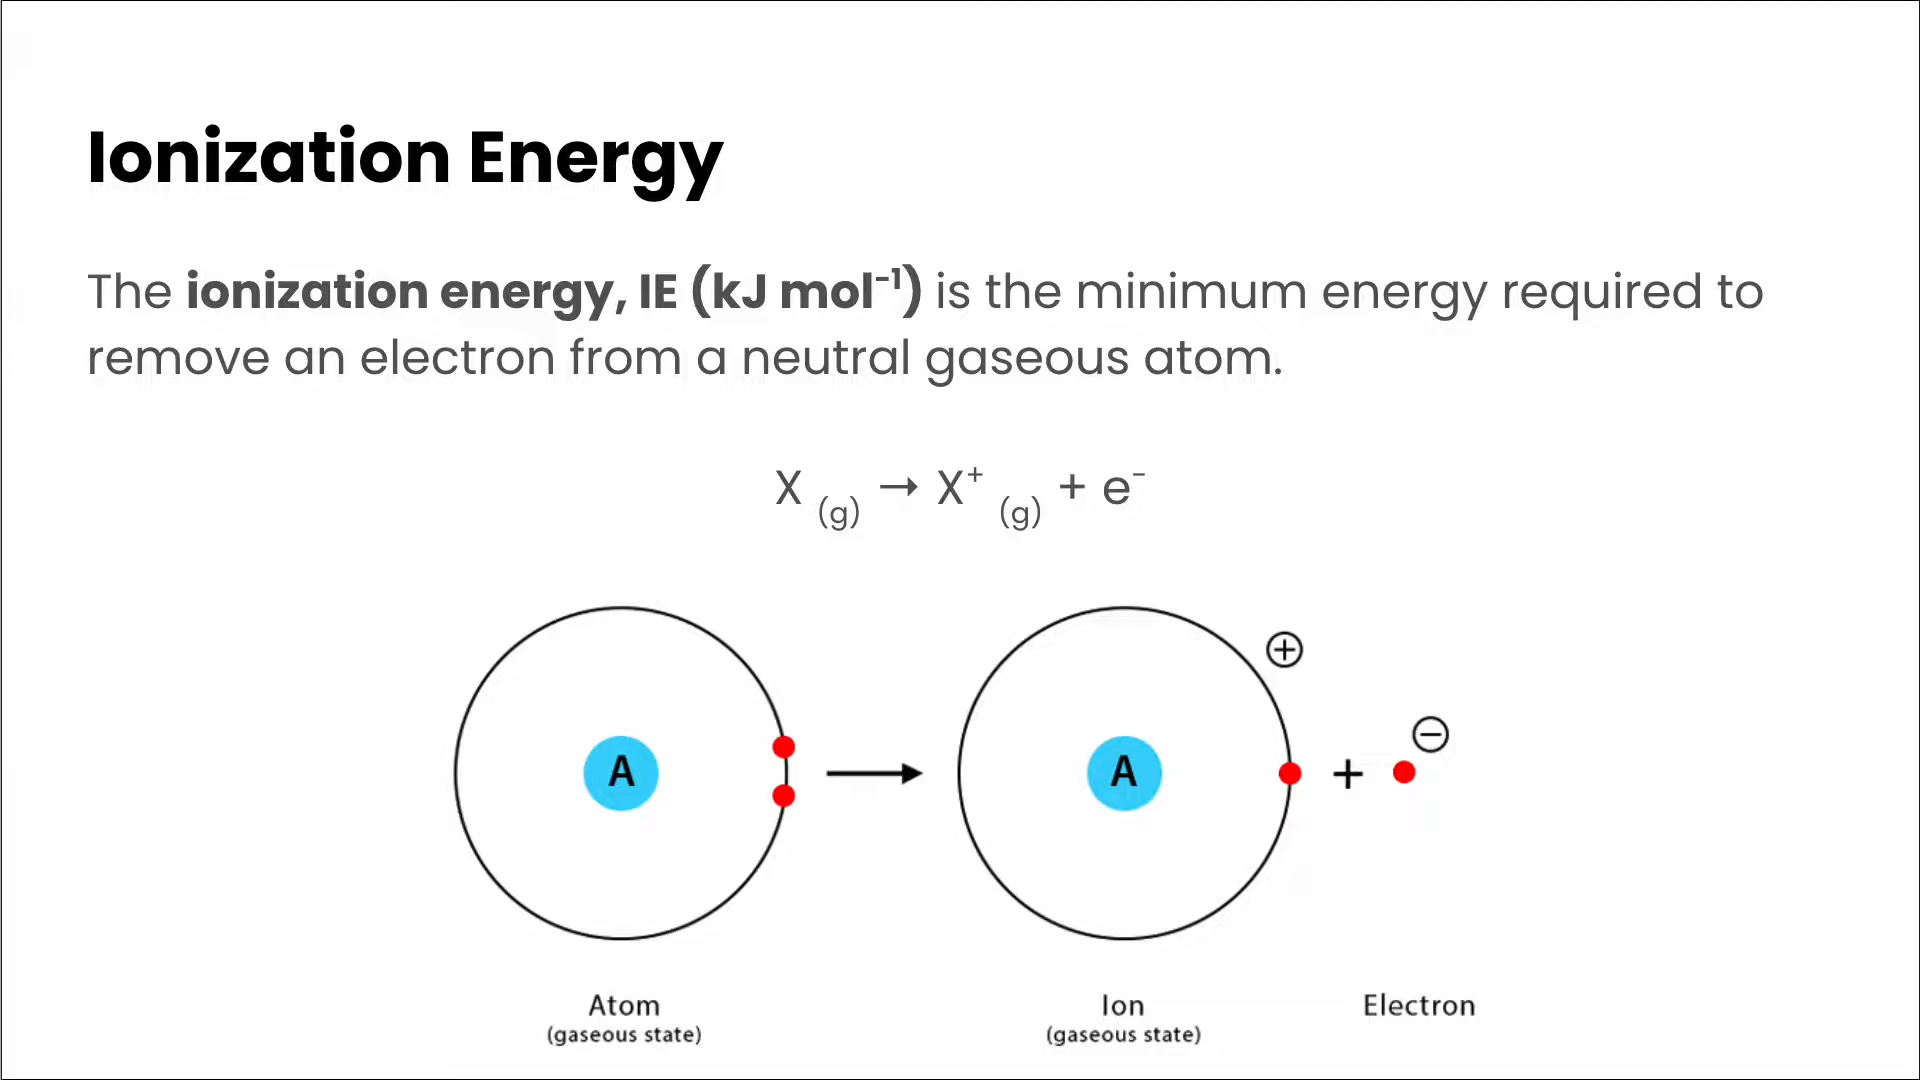 Ionization Energy
The ionization energy, IE (kJ mol⁻¹) is the minimum energy required to
remove an electron from a neutral gaseous atom.
X (g) → X⁺ (g) + e⁻
A
A
+
Atom
(gaseous state)
Ion
(gaseous state)
Electron